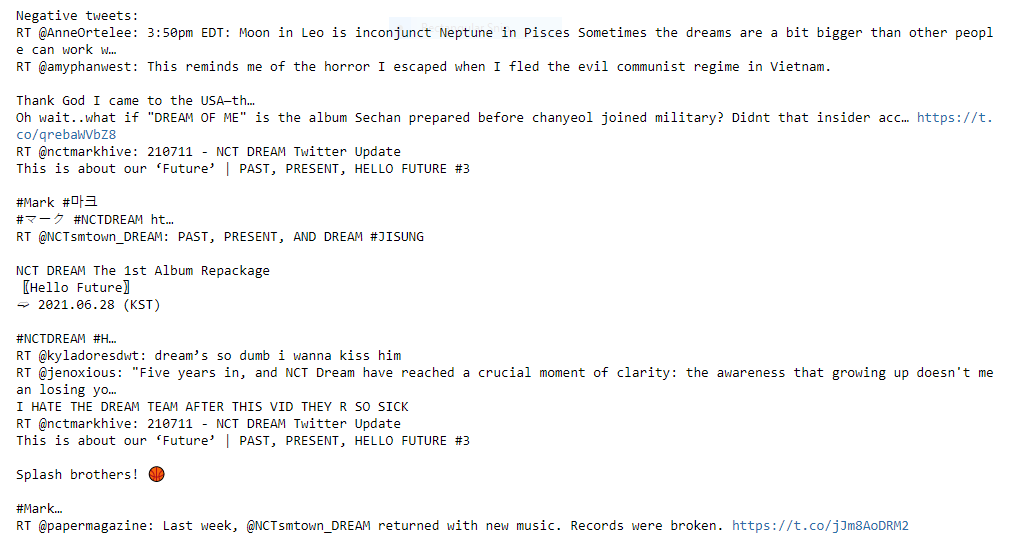 Negative tweets:
RT @AnneOrtelee: 3:50pm EDT: Moon in Leo is inconjunct Neptune in Pisces Sometimes the dreams are a bit bigger than other peopl
e can work w…
RT @amyphanwest: This reminds me of the horror I escaped when I fled the evil communist regime in Vietnam.
Thank God I came to the USA—th…
Oh wait..what if "DREAM OF ME" is the album Sechan prepared before chanyeol joined military? Didnt that insider acc… https://t.
co/qrebaWVbZ8
RT @nctmarkhive: 210711 - NCT DREAM Twitter Update
This is about our ‘Future’ | PAST, PRESENT, HELLO FUTURE #3
#Mark #마크
#マーク #NCTDREAM ht…
RT @NCTsmtown_DREAM: PAST, PRESENT, AND DREAM #JISUNG
NCT DREAM The 1st Album Repackage
〖Hello Future〗
➫ 2021.06.28 (KST)
#NCTDREAM #H…
RT @kyladoresdwt: dream’s so dumb i wanna kiss him
RT @jenoxious: "Five years in, and NCT Dream have reached a crucial moment of clarity: the awareness that growing up doesn't me
an losing yo…
I HATE THE DREAM TEAM AFTER THIS VID THEY R SO SICK
RT @nctmarkhive: 210711 - NCT DREAM Twitter Update
This is about our ‘Future’ | PAST, PRESENT, HELLO FUTURE #3
Splash brothers! 🏀
#Mark…
RT @papermagazine: Last week, @NCTsmtown_DREAM returned with new music. Records were broken. https://t.co/jJm8AoDRM2